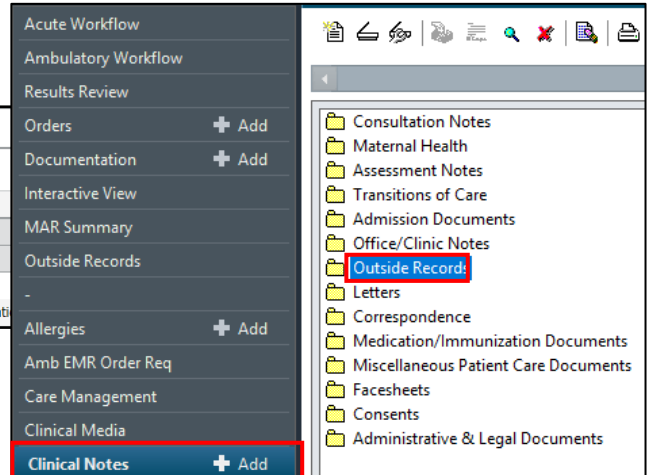 Acute Workflow
Ambulatory Workflow
Results Review
Orders + Add
Documentation + Add
Interactive View
MAR Summary
Outside Records
-
Allergies + Add
Amb EMR Order Req
Care Management
Clinical Media
Clinical Notes + Add
Consultation Notes
Maternal Health
Assessment Notes
Transitions of Care
Admission Documents
Office/Clinic Notes
Outside Records
Letters
Correspondence
Medication/Immunization Documents
Miscellaneous Patient Care Documents
Facesheets
Consents
Administrative & Legal Documents